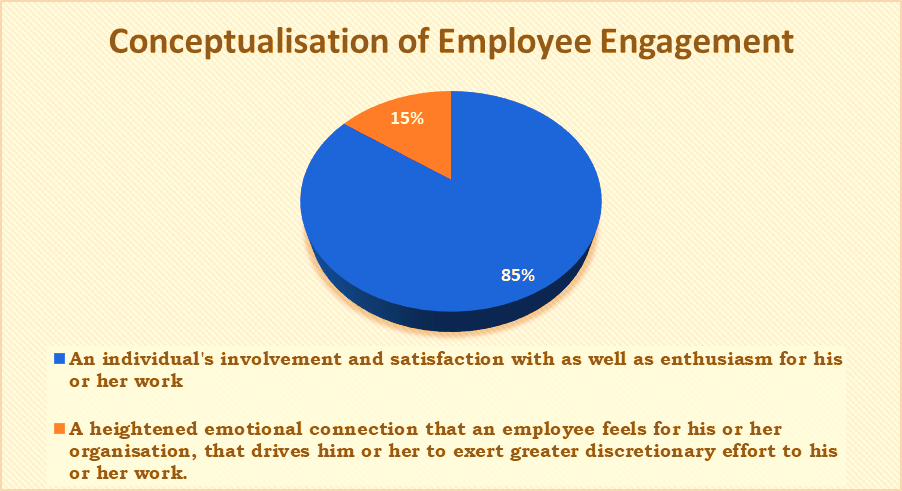 Conceptualisation of Employee Engagement
15%
85%
An individual's involvement and satisfaction with as well as enthusiasm for his
or her work
A heightened emotional connection that an employee feels for his or her
organisation, that drives him or her to exert greater discretionary effort to his
or her work.